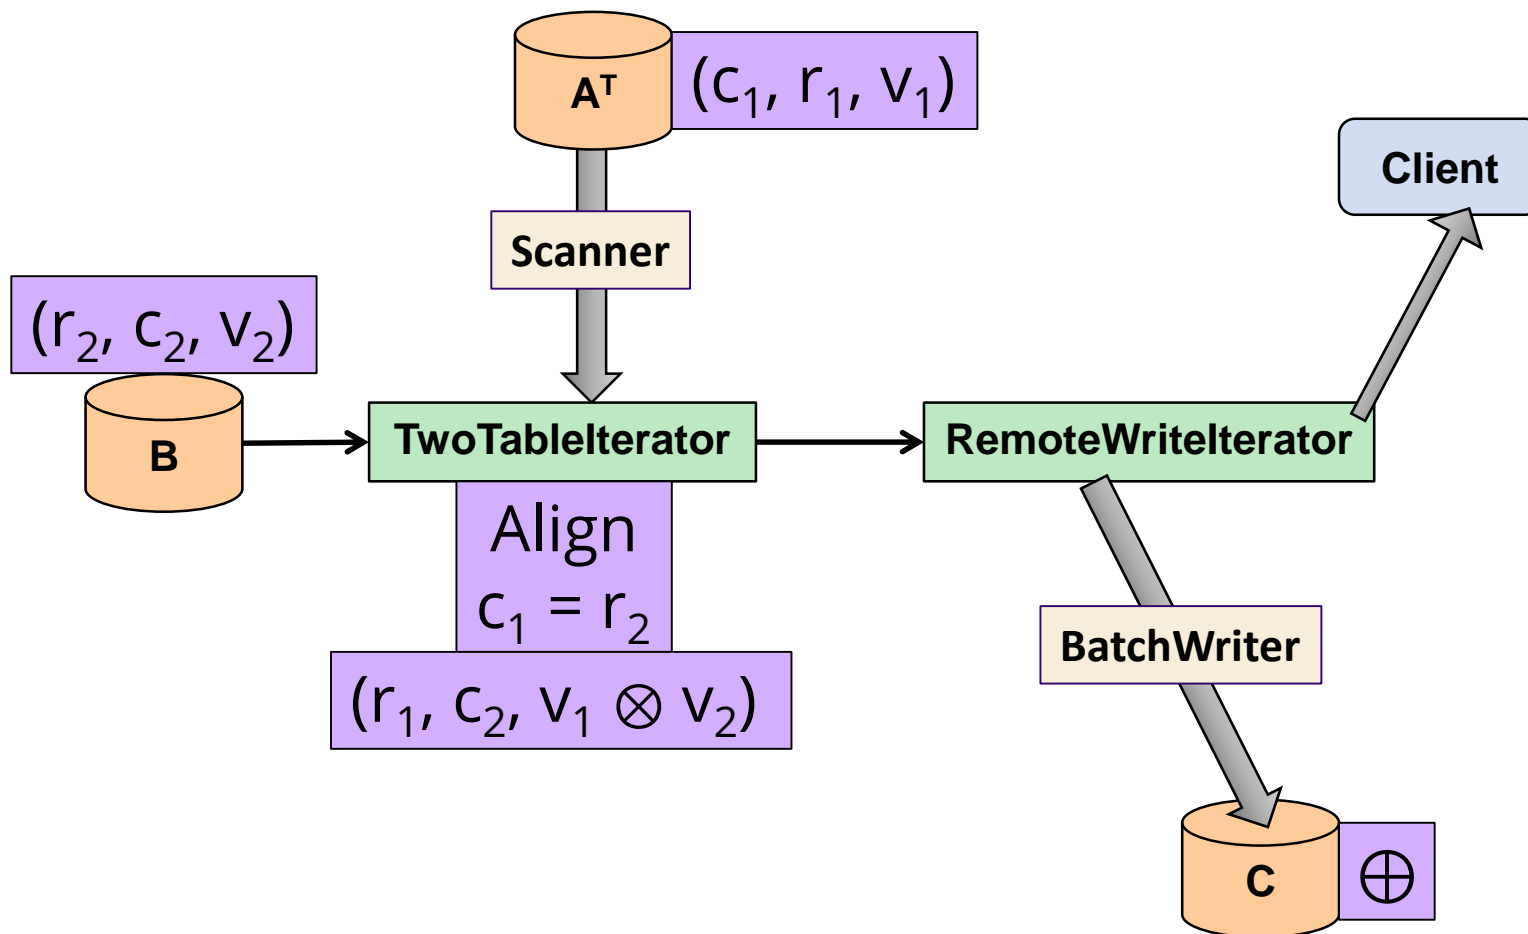 Aᵀ
(c₁, r₁, v₁)
Client
Scanner
(r₂, c₂, v₂)
B
TwoTableIterator
RemoteWriteIterator
Align
c₁ = r₂
(r₁, c₂, v₁ ⊗ v₂)
BatchWriter
C
⊕